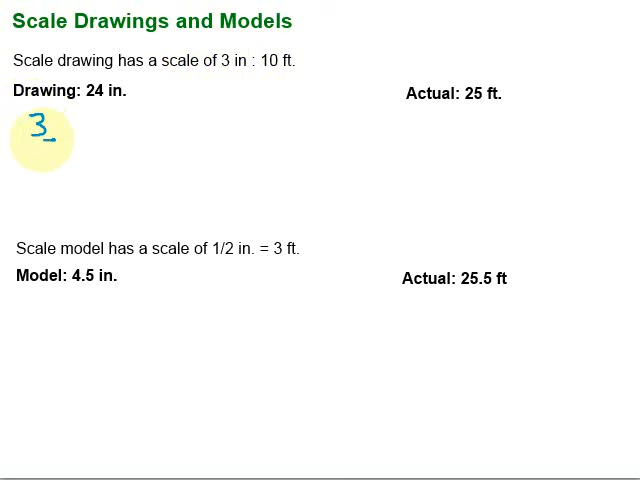 Scale Drawings and Models
Scale drawing has a scale of 3 in : 10 ft.
Drawing: 24 in.
Actual: 25 ft.
3
Scale model has a scale of 1/2 in. = 3 ft.
Model: 4.5 in.
Actual: 25.5 ft